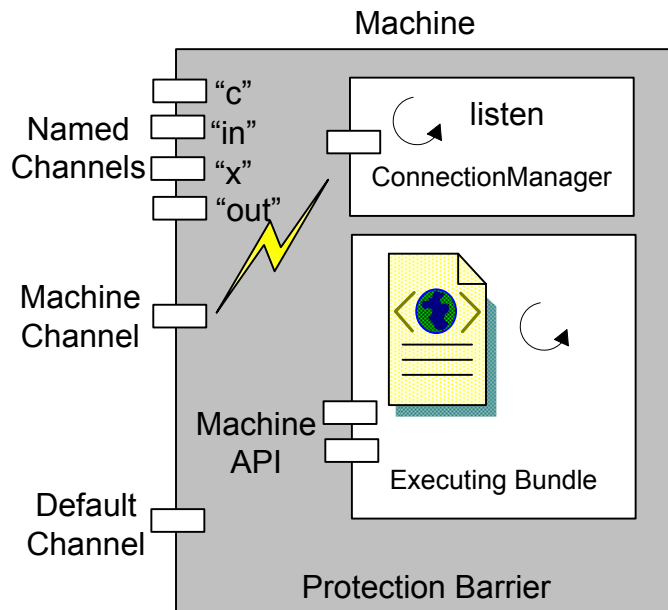 Machine
“c”
“in”
“x”
“out”
Named
Channels
listen
ConnectionManager
Machine
Channel
Machine
API
Executing Bundle
Default
Channel
Protection Barrier